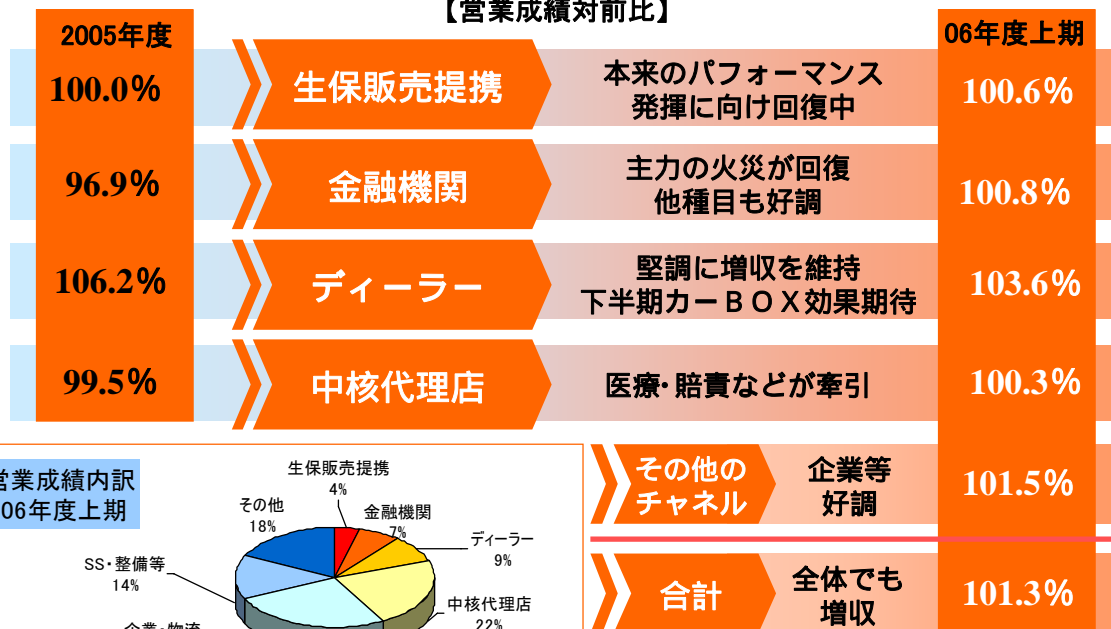 【営業成績対前比】
2005年度
06年度上期
100.0%
生保販売提携
本来のパフォーマンス
発揮に向け回復中
100.6%
96.9%
金融機関
主力の火災が回復
他種目も好調
100.8%
106.2%
ディーラー
堅調に増収を維持
下半期カーBOX効果期待
103.6%
99.5%
中核代理店
医療・賠責などが牽引
100.3%
その他の
チャネル
企業等
好調
101.5%
合計
全体でも
増収
101.3%
営業成績内訳
06年度上期
生保販売提携
4%
金融機関
7%
ディーラー
9%
中核代理店
22%
企業・物流
SS・整備等
14%
その他
18%